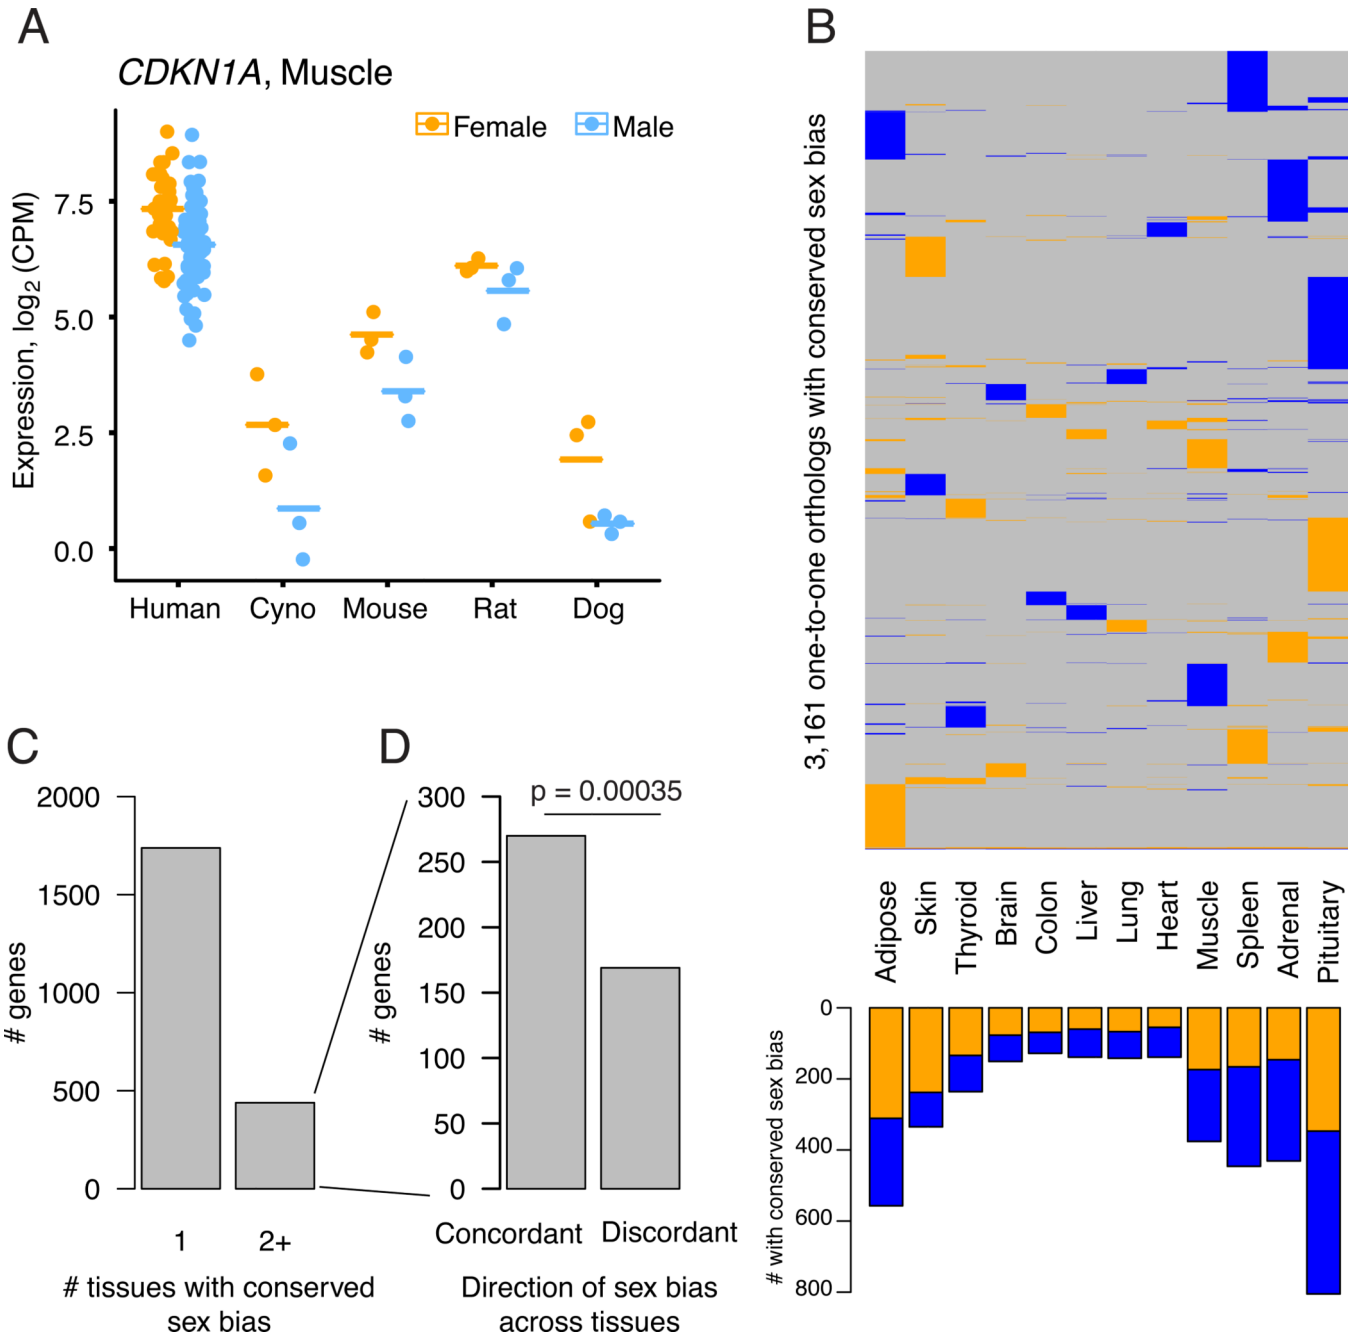 A
CDKN1A, Muscle
Female
Male
Expression, log2 (CPM)
7.5
5.0
2.5
0.0
Human
Cyno
Mouse
Rat
Dog
B
3,161 one-to-one orthologs with conserved sex bias
Adipose
Skin
Thyroid
Brain
Colon
Liver
Lung
Heart
Muscle
Spleen
Adrenal
Pituitary
# with conserved sex bias
0
200
400
600
800
C
# genes
2000
1500
1000
500
0
1
2+
# tissues with conserved
sex bias
D
p = 0.00035
# genes
300
250
200
150
100
50
0
Concordant
Discordant
Direction of sex bias
across tissues